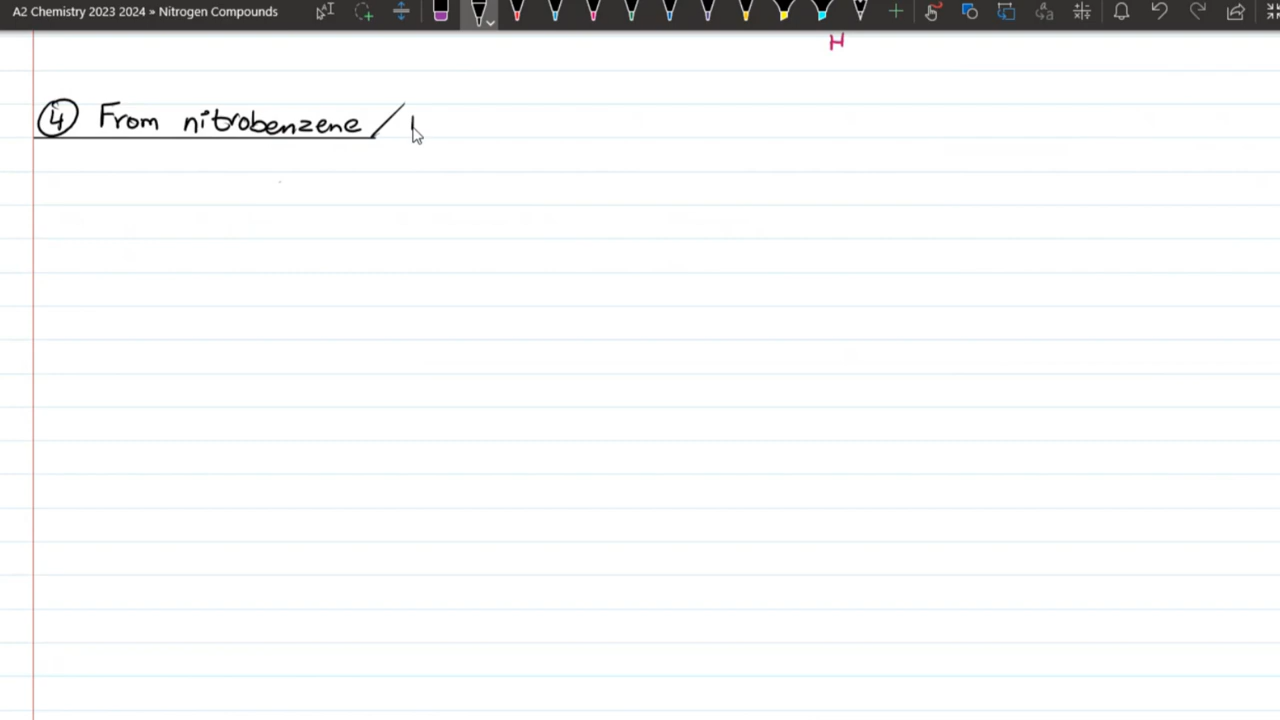 A2 Chemistry 2023 2024 » Nitrogen Compounds
H
④ From nitrobenzene /